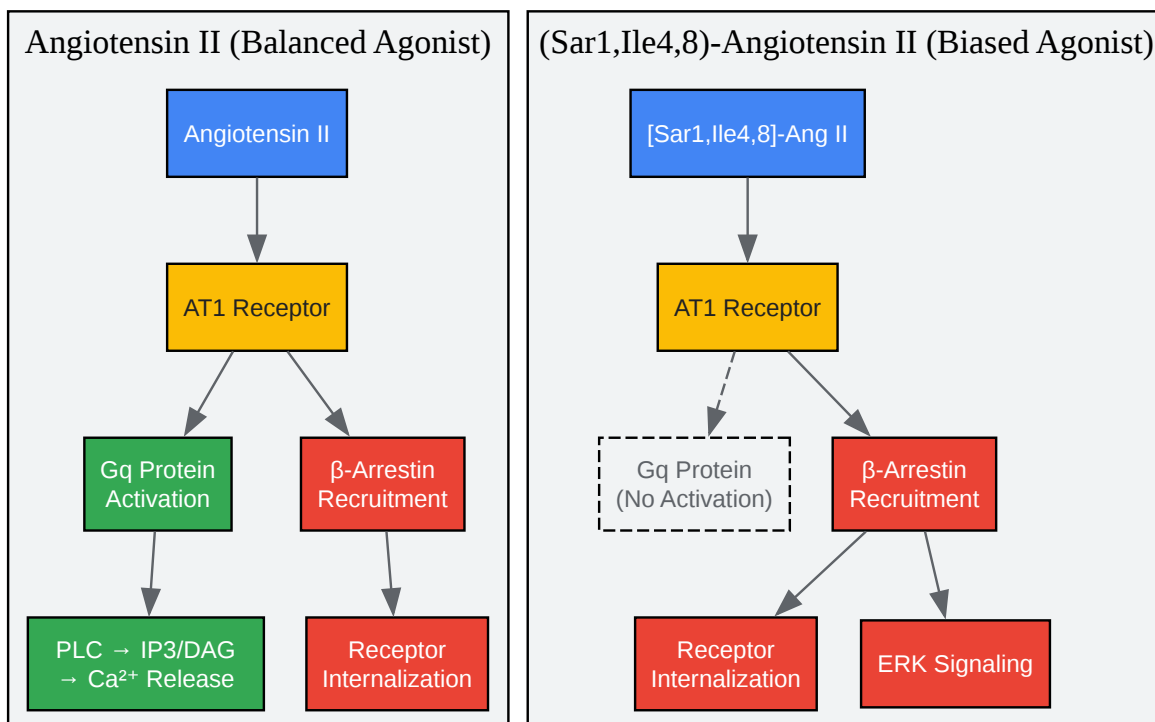 Angiotensin II (Balanced Agonist)
Angiotensin II
AT1 Receptor
Gq Protein
Activation
β-Arrestin
Recruitment
PLC → IP3/DAG
→ Ca²⁺ Release
Receptor
Internalization
(Sar1,Ile4,8)-Angiotensin II (Biased Agonist)
[Sar1,Ile4,8]-Ang II
AT1 Receptor
Gq Protein
(No Activation)
β-Arrestin
Recruitment
Receptor
Internalization
ERK Signaling